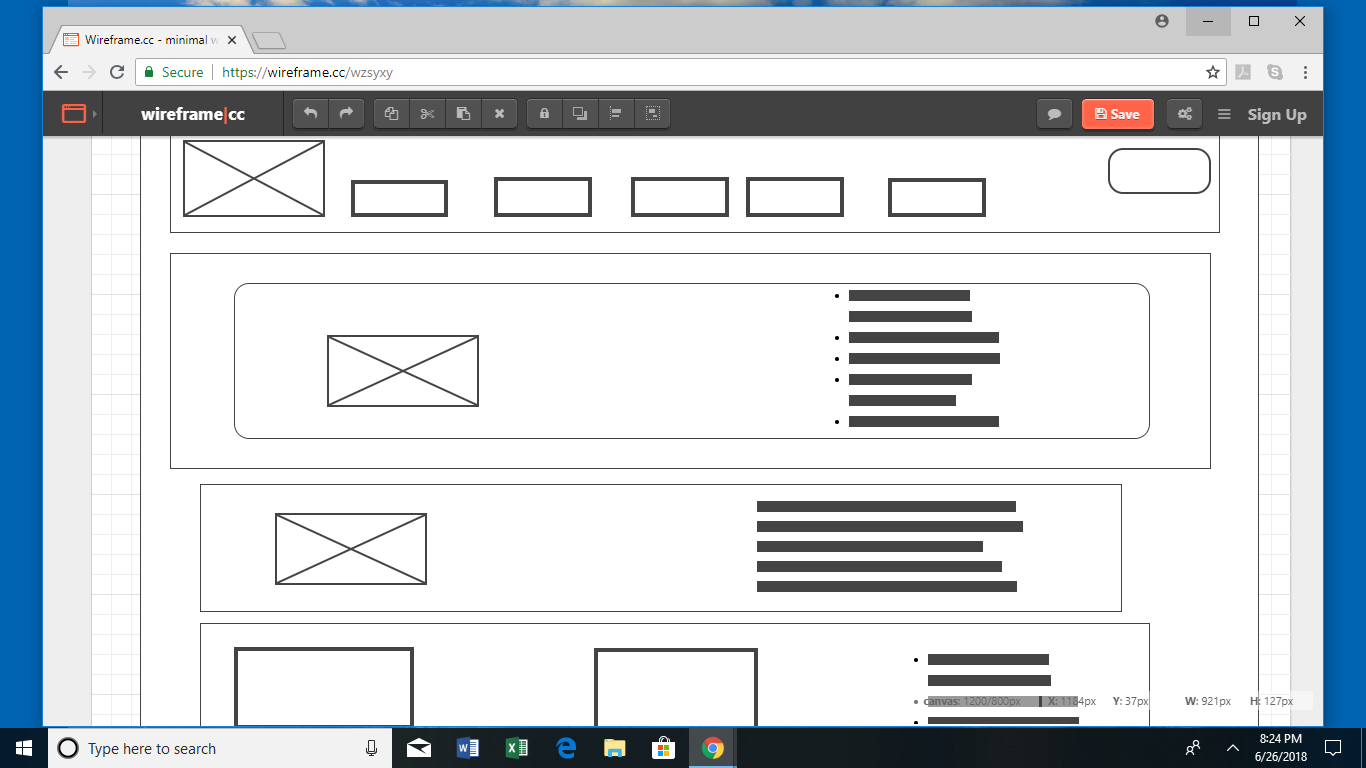 Wireframe.cc - minimal w
Secure
https://wireframe.cc/wzsyxy
wireframe|cc
Save
Sign Up
canvas: 1200/800px X: 1184px Y: 37px W: 921px H: 127px
Type here to search
8:24 PM
6/26/2018